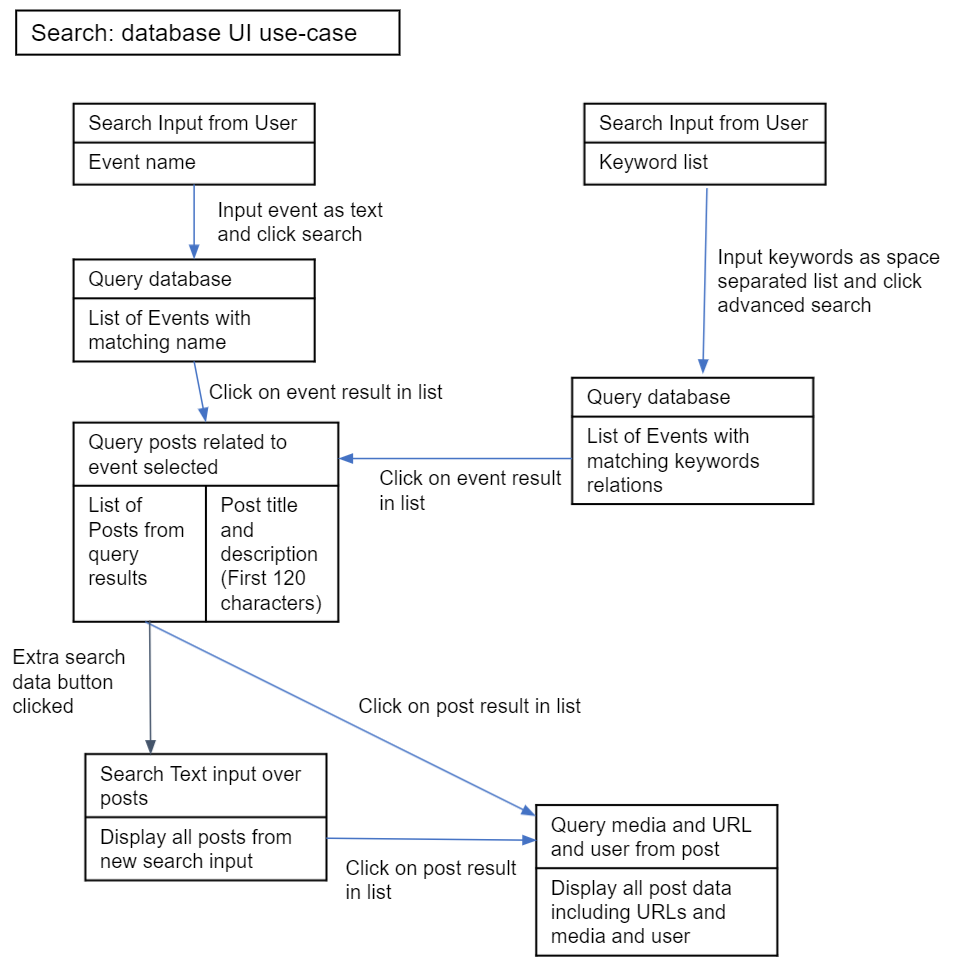 Search: database UI use-case
Search Input from User
Event name
Search Input from User
Keyword list
Input event as text
and click search
Input keywords as space
separated list and click
advanced search
Query database
List of Events with
matching name
Click on event result in list
Query database
List of Events with
matching keywords
relations
Click on event result
in list
Query posts related to
event selected
List of
Posts from
query
results
Post title
and
description
(First 120
characters)
Extra search
data button
clicked
Click on post result in list
Search Text input over
posts
Display all posts from
new search input
Click on post result
in list
Query media and URL
and user from post
Display all post data
including URLs and
media and user